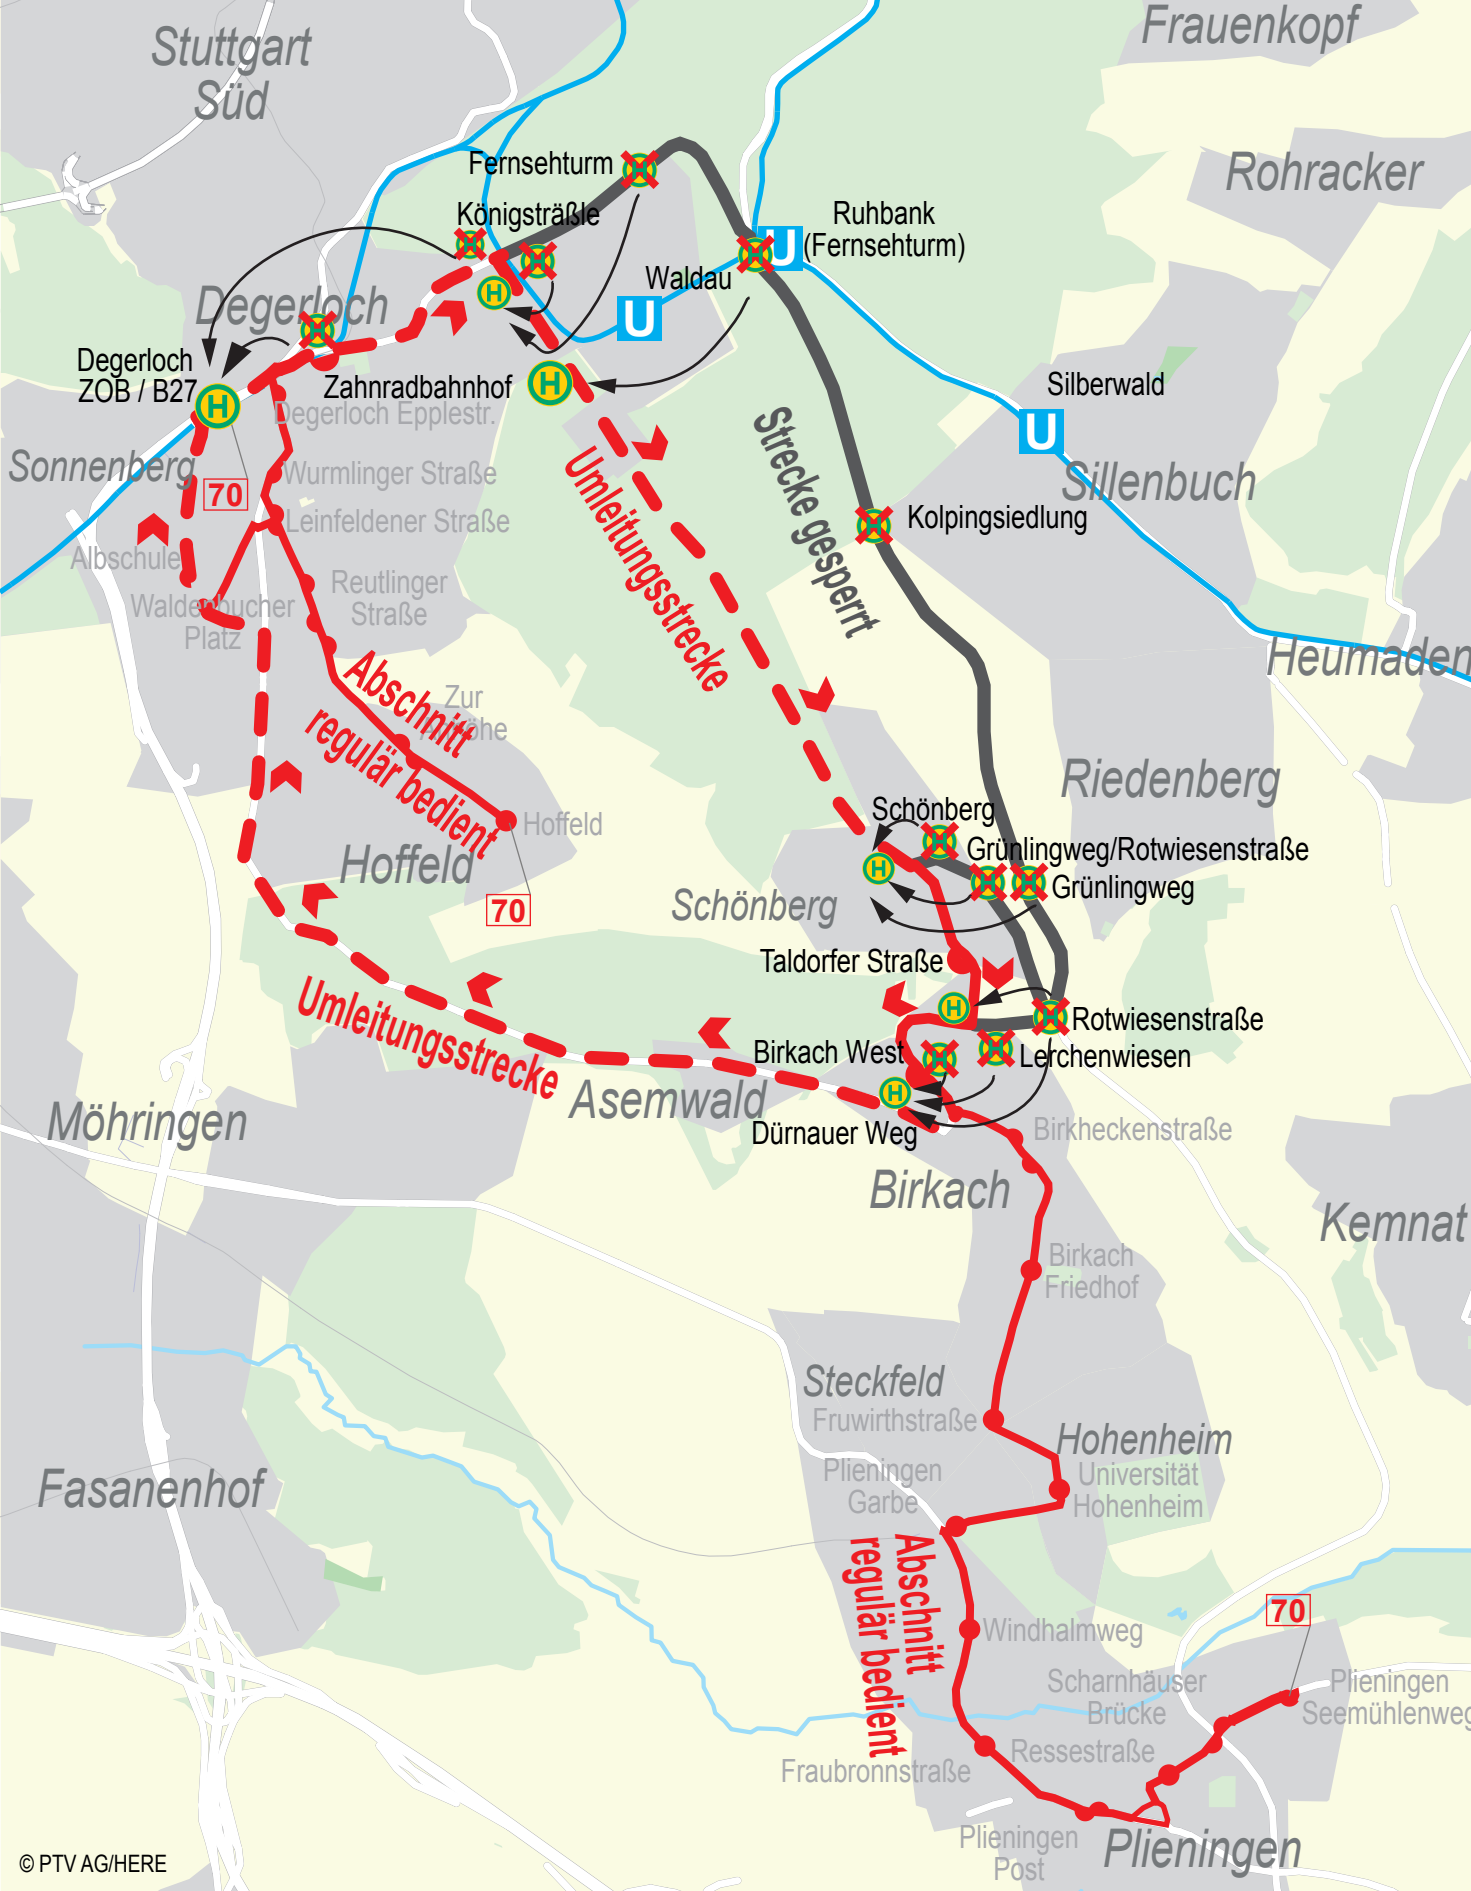 Stuttgart
Süd
Frauenkopf
Rohracker
Fernsehturm
Königsträßle
Ruhbank
(Fernsehturm)
U
Waldau
U
Degerloch
H
Degerloch
ZOB / B27
H
Zahnradbahnhof
H
Degerloch Epplestr.
Silberwald
U
Sillenbuch
Sonnenberg
70
Wurmlinger Straße
Leinfeldener Straße
Albschule
Waldenbucher
Platz
Reutlinger
Straße
Umleitungsstrecke
Strecke gesperrt
Kolpingsiedlung
Heumaden
Zur
Abschnitt
regulär bedient
Hoffeld
Hoffeld
70
Riedenberg
Schönberg
Grünlingweg/Rotwiesenstraße
Grünlingweg
H
Schönberg
Taldorfer Straße
H
Rotwiesenstraße
Birkach West
Lerchenwiesen
H
Umleitungsstrecke
Asemwald
Dürnauer Weg
Birkheckenstraße
Möhringen
Birkach
Kemnat
Birkach
Friedhof
Steckfeld
Fruwirthstraße
Hohenheim
Universität
Hohenheim
Plieningen
Garbe
Fasanenhof
Abschnitt
regulär bedient
70
Windhalmweg
Scharnhäuser
Brücke
Plieningen
Seemühlenweg
Ressestraße
Fraubronnstraße
Plieningen
Post
Plieningen
© PTV AG/HERE